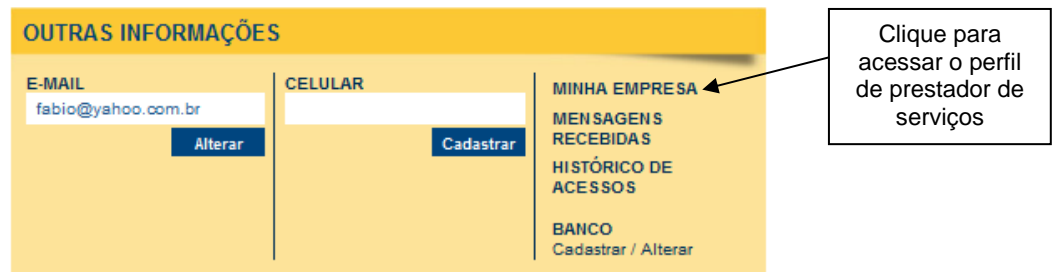 OUTRAS INFORMAÇÕES
E-MAIL
fabio@yahoo.com.br
Alterar
CELULAR
Cadastrar
MINHA EMPRESA
MENSAGENS
RECEBIDAS
HISTÓRICO DE
ACESSOS
BANCO
Cadastrar / Alterar
Clique para
acessar o perfil
de prestador de
serviços